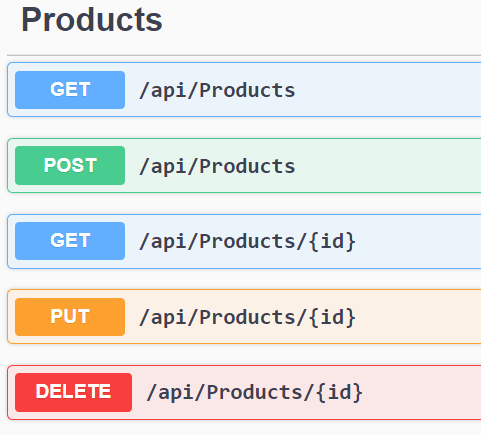 Products
GET /api/Products
POST /api/Products
GET /api/Products/{id}
PUT /api/Products/{id}
DELETE /api/Products/{id}